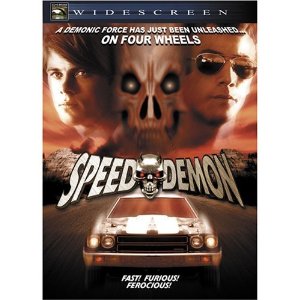 WIDESCREEN
A DEMONIC FORCE HAS JUST BEEN UNLEASHED...
ON FOUR WHEELS
SPEED DEMON
FAST! FURIOUS!
FEROCIOUS!